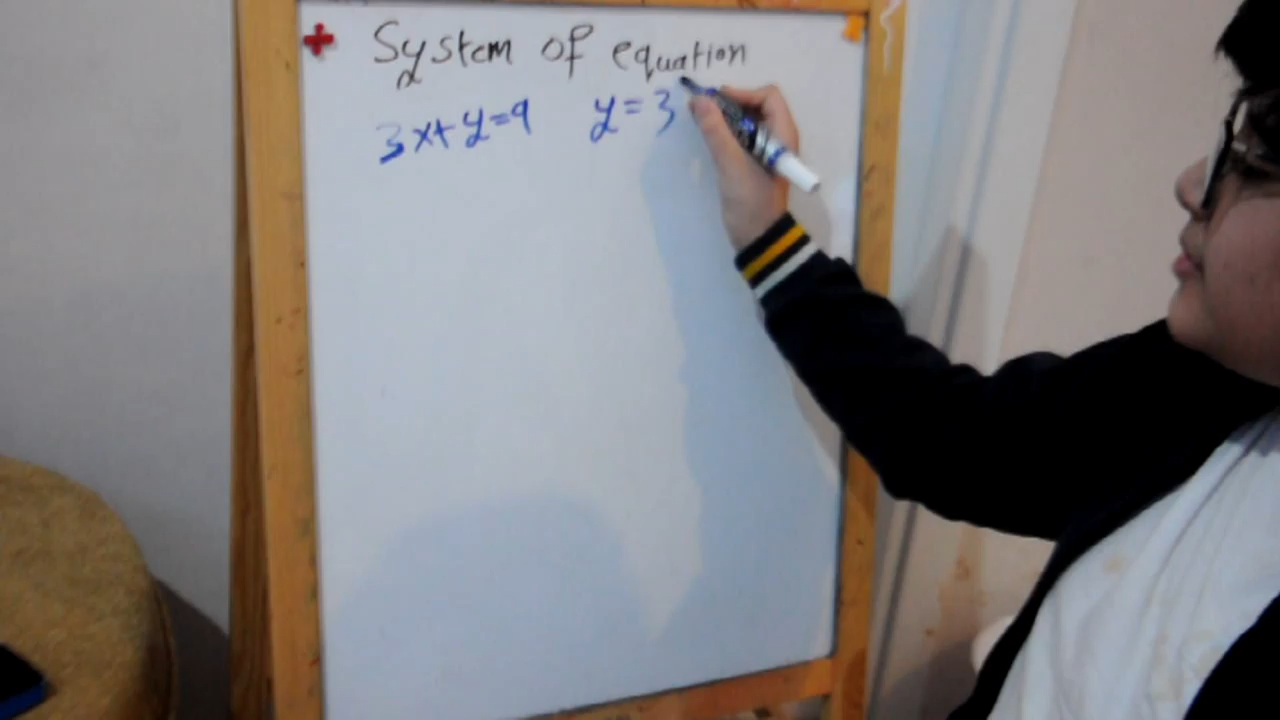 System of equation
3x+y=9 y=3